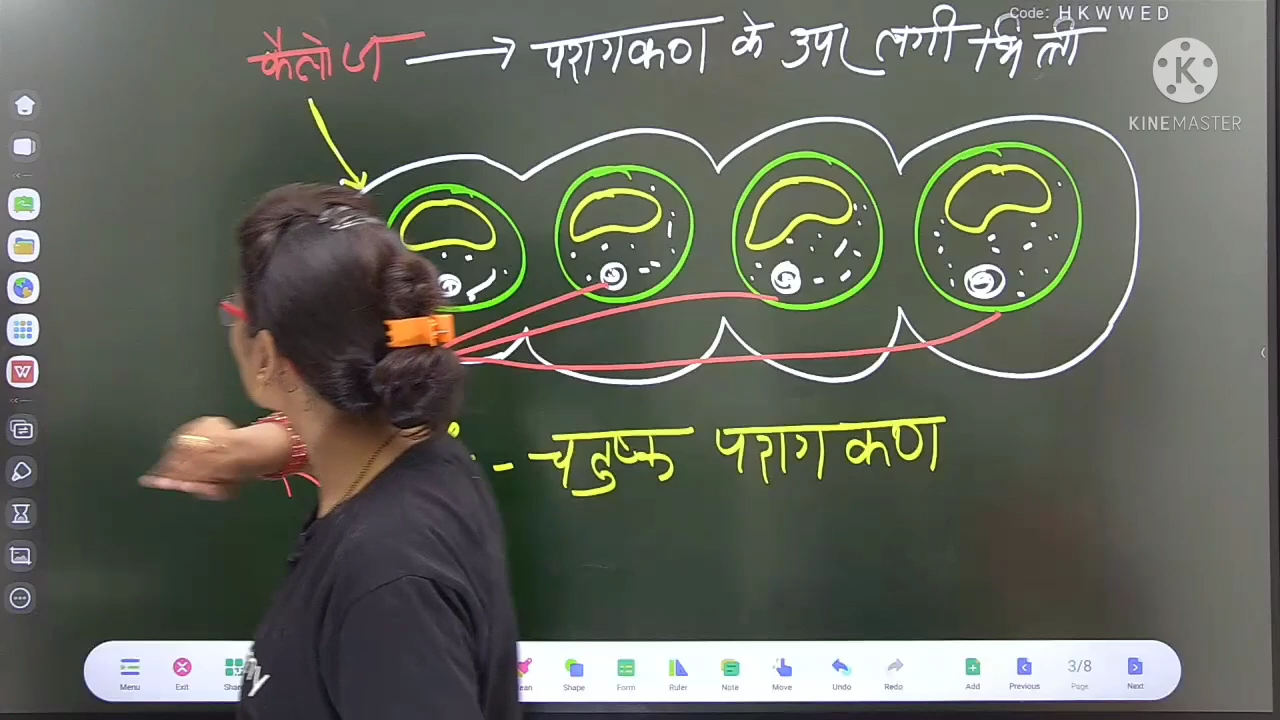 Code: HKWWED
कैलोज → परागकण के उपर लगी भिती
KINEMASTER
:- चतुष्क परागकण
Menu Exit Shape Form Ruler Note Move Undo Redo Add Previous 3/8 Page Next